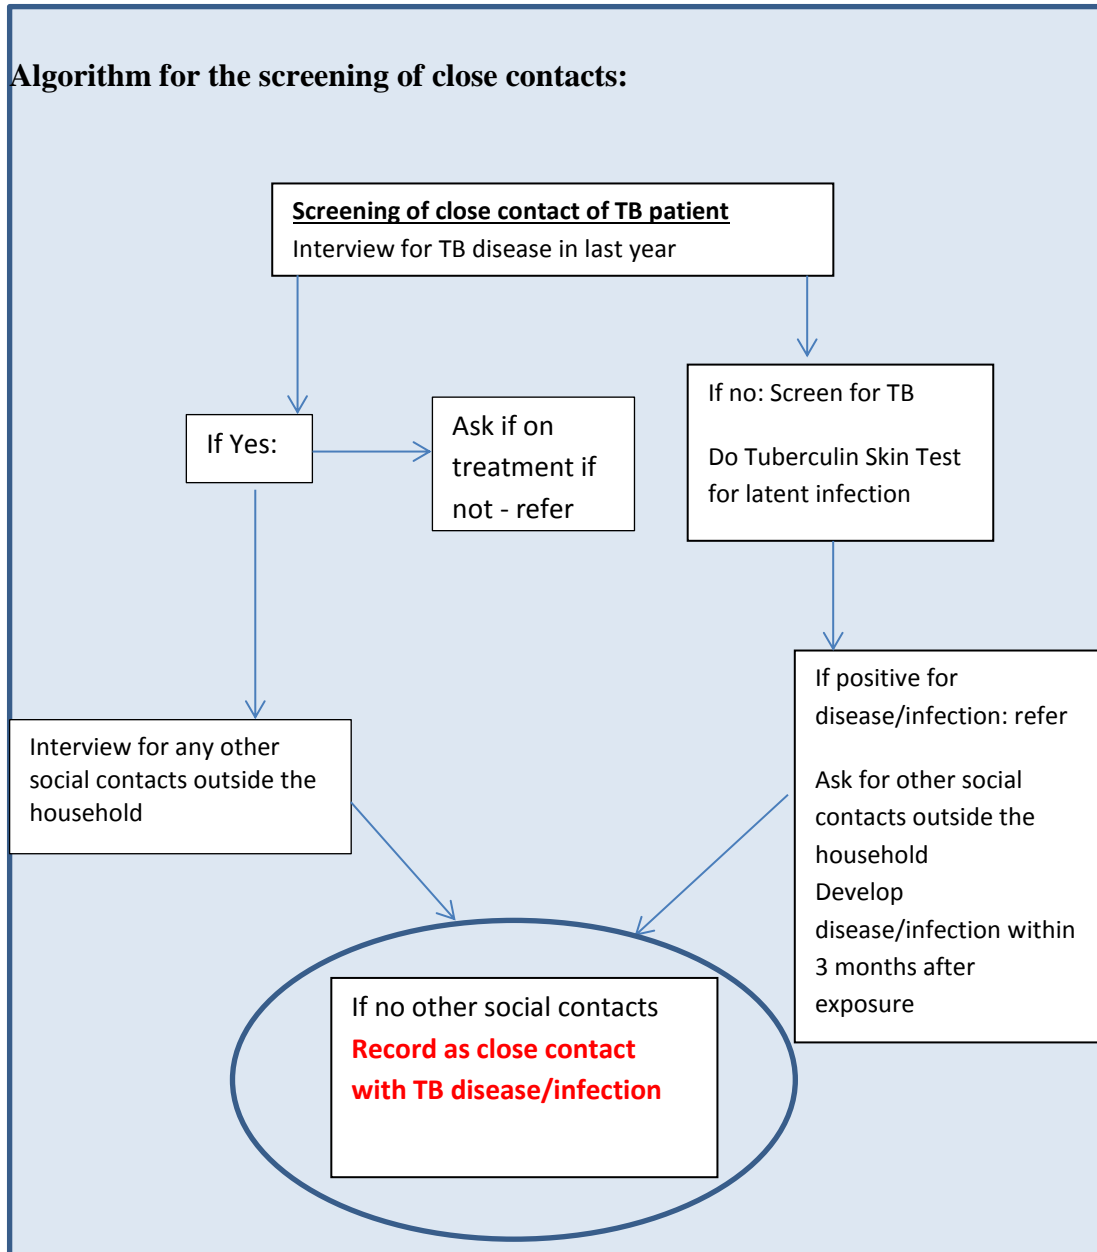 Algorithm for the screening of close contacts:
Screening of close contact of TB patient
Interview for TB disease in last year
If Yes:
Ask if on
treatment if
not - refer
If no: Screen for TB
Do Tuberculin Skin Test
for latent infection
Interview for any other
social contacts outside the
household
If positive for
disease/infection: refer
Ask for other social
contacts outside the
household
Develop
disease/infection within
3 months after
exposure
If no other social contacts
Record as close contact
with TB disease/infection